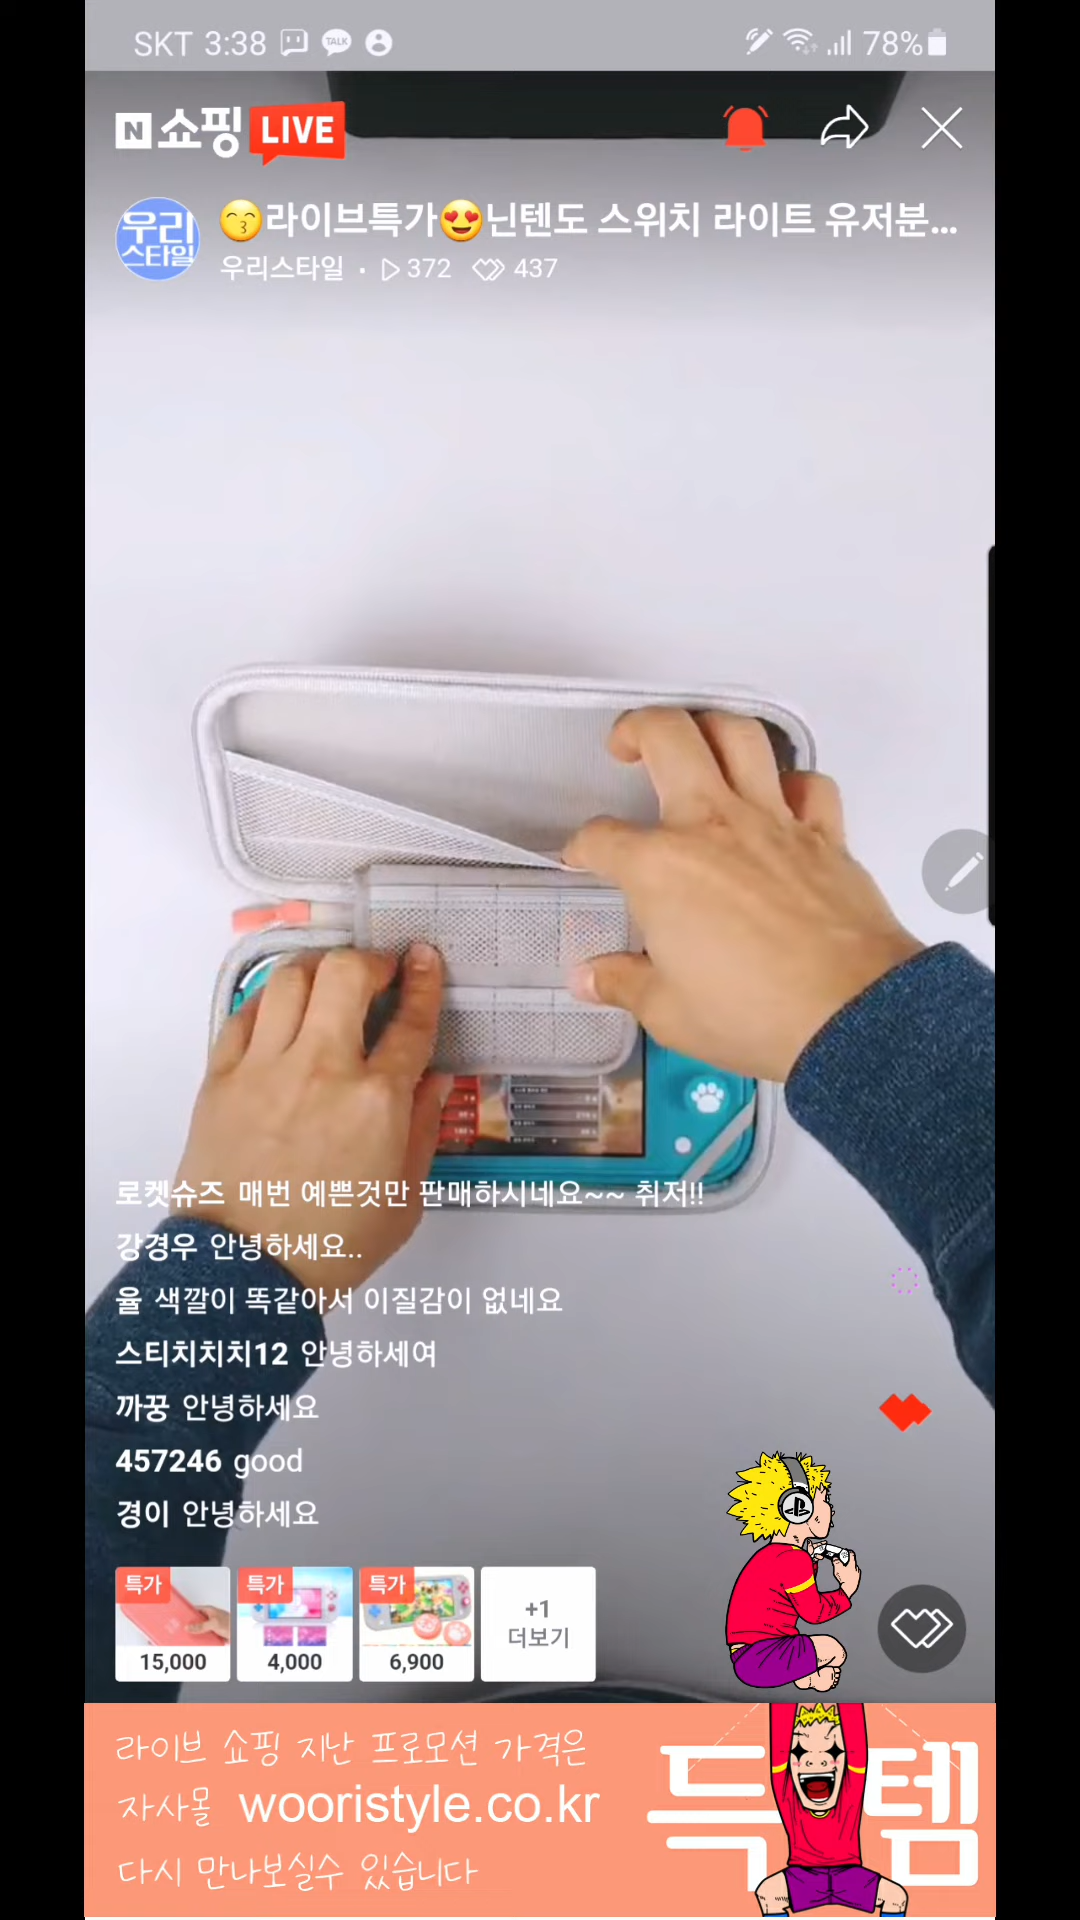 SKT 3:38 TALK 78%
N 쇼핑 LIVE
우리
스타일
라이브특가 닌텐도 스위치 라이트 유저분...
우리스타일 · 372 437
로켓슈즈 매번 예쁜것만 판매하시네요~~ 취저!!
강경우 안녕하세요..
율 색깔이 똑같아서 이질감이 없네요
스티치치치12 안녕하세여
까꿍 안녕하세요
457246 good
경이 안녕하세요
특가 특가 특가
+1
더보기
15,000 4,000 6,900
라이브 쇼핑 지난 프로모션 가격은
자사몰 wooristyle.co.kr
다시 만나보실수 있습니다
득템